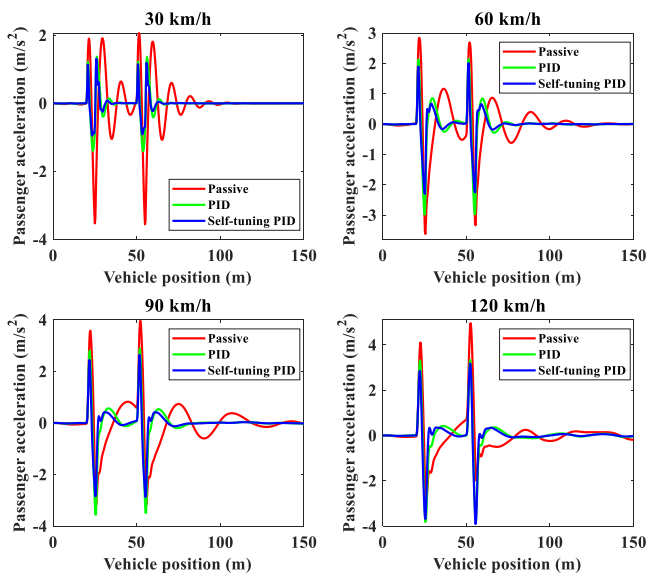 30 km/h
Passenger acceleration (m/s²)
2
0
-2
-4
Passive
PID
Self-tuning PID
0
50
100
150
Vehicle position (m)
60 km/h
Passenger acceleration (m/s²)
3
2
1
0
-1
-2
-3
Passive
PID
Self-tuning PID
0
50
100
150
Vehicle position (m)
90 km/h
Passenger acceleration (m/s²)
4
2
0
-2
-4
Passive
PID
Self-tuning PID
0
50
100
150
Vehicle position (m)
120 km/h
Passenger acceleration (m/s²)
4
2
0
-2
-4
Passive
PID
Self-tuning PID
0
50
100
150
Vehicle position (m)